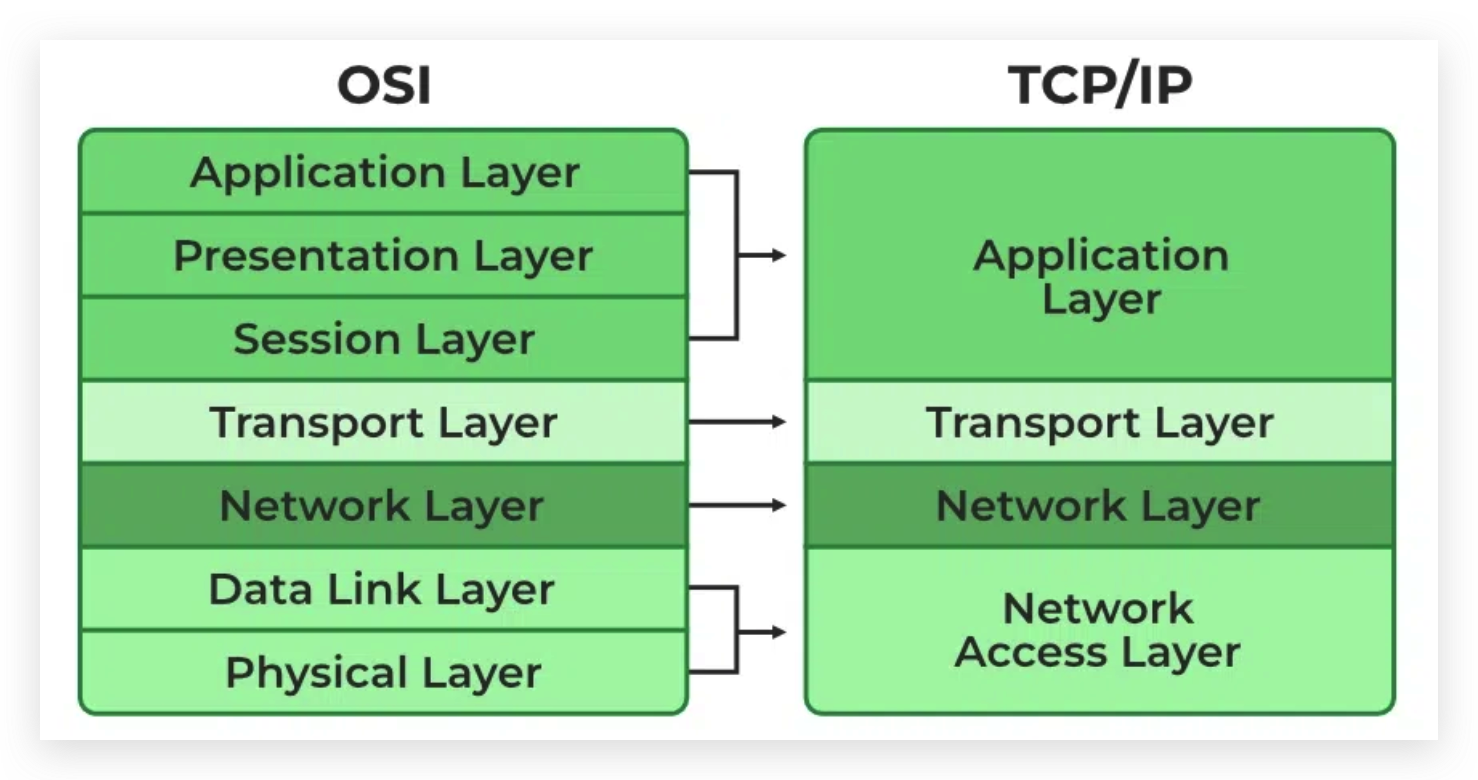 OSI
Application Layer
Presentation Layer
Session Layer
Transport Layer
Network Layer
Data Link Layer
Physical Layer
TCP/IP
Application
Layer
Transport Layer
Network Layer
Network
Access Layer